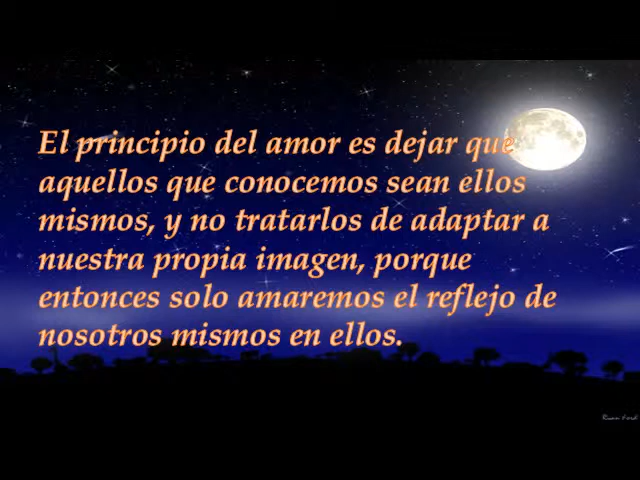 El principio del amor es dejar que
aquellos que conocemos sean ellos
mismos, y no tratarlos de adaptar a
nuestra propia imagen, porque
entonces solo amaremos el reflejo de
nosotros mismos en ellos.